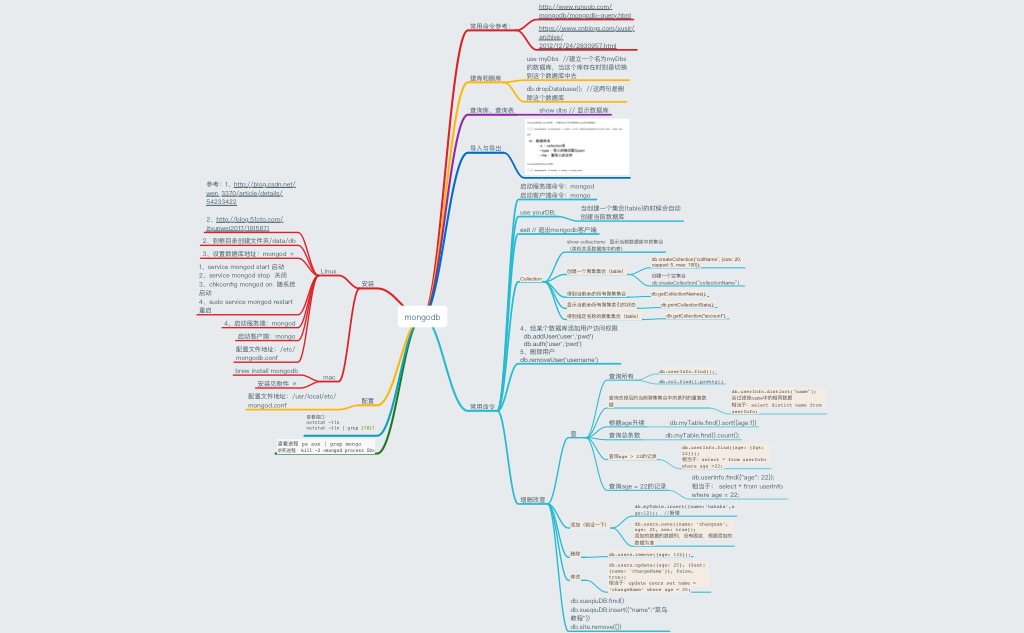 mongodb
常用命令参考:
http://www.runoob.com/
mongodb/mongodb-query.html
https://www.cnblogs.com/xusir/
archive/
2012/12/24/2830957.html
建库和删库
use myDbs //建立一个名为myDbs
的数据库,当这个库存在时则是切换
到这个数据库中去
db.dropDatabase(); //这两句是删
除这个数据库
查询库、查询表
show dbs // 显示数据库
导入与导出
常用命令
启动服务端命令: mongod
启动客户端命令: mongo
use yourDB;
当创建一个集合(table)的时候会自动
创建当前数据库
exit // 退出mongodb客户端
Collection
show collections: 显示当前数据库中的集合
(类似关系数据库中的表)
创建一个聚集集合(table)
db.createCollection("collName", {size: 20,
capped: 5, max: 100});
创建一个空集合
db.createCollection("collectionName")
得到当前db的所有聚集集合
db.getCollectionNames();
显示当前db所有聚集索引的状态
db.printCollectionStats();
得到指定名称的聚集集合(table)
db.getCollection("account");
4、给某个数据库添加用户访问权限
db.addUser('user','pwd')
db.auth('user','pwd')
5、删除用户
db.removeUser('username')
增删改查
查
查询所有
db.userInfo.find();
db.col.find().pretty();
查询去掉后的当前聚集集合中的某列的重复数
据
db.userInfo.distinct("name");
会过滤掉name中的相同数据
相当于: select distict name from
userInfo;
根据age升续
db.myTable.find().sort({age:1})
查询总条数
db.myTable.find().count();
查询age > 22的记录
db.userInfo.find({age: {$gt:
22}});
相当于: select * from userInfo
where age >22;
查询age = 22的记录
db.userInfo.find({"age": 22});
相当于: select * from userInfo
where age = 22;
添加(验证一下)
db.myTable.insert({name:'hahaha',a
ge:12}); //新增
db.users.save({name: 'zhangsan',
age: 25, sex: true});
添加的数据的数据列,没有固定,根据添加的
数据为准
删除
db.users.remove({age: 132});
修改
db.users.update({age: 25}, {$set:
{name: 'changeName'}}, false,
true);
相当于: update users set name =
'changeName' where age = 25;
db.xueqiuDB.find()
db.xueqiuDB.insert({"name":"菜鸟
教程"})
db.site.remove({})
安装
Linux
参考: 1、http://blog.csdn.net/
wen_3370/article/details/
54233422
2、http://blog.51cto.com/
jiyunwei2017/1915871
2、到根目录创建文件夹/data/db
3、设置数据库地址: mongod
1、service mongod start 启动
2、service mongod stop 关闭
3、chkconfig mongod on 随系统
启动
4、sudo service mongod restart
重启
4、启动服务端: mongod
启动客户端: mongo
配置文件地址: /etc/
mongodb.conf
mac
brew install mongodb
安装见附件
配置
配置文件地址: /usr/local/etc/
mongod.conf
查看端口:
netstat -tln
netstat -tln | grep 27017
查看进程 ps aux | grep mongo
杀死进程 kill -2 <mongod process ID>